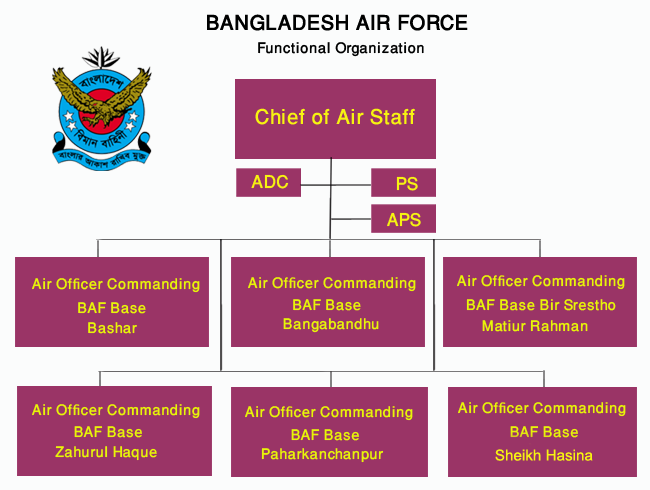 BANGLADESH AIR FORCE
Functional Organization
বাংলাদেশ
বিমান বাহিনী
বাংলার আকাশ রাখিব মুক্ত
Chief of Air Staff
ADC
PS
APS
Air Officer Commanding
BAF Base
Bashar
Air Officer Commanding
BAF Base
Bangabandhu
Air Officer Commanding
BAF Base Bir Srestho
Matiur Rahman
Air Officer Commanding
BAF Base
Zahurul Haque
Air Officer Commanding
BAF Base
Paharkanchanpur
Air Officer Commanding
BAF Base
Sheikh Hasina